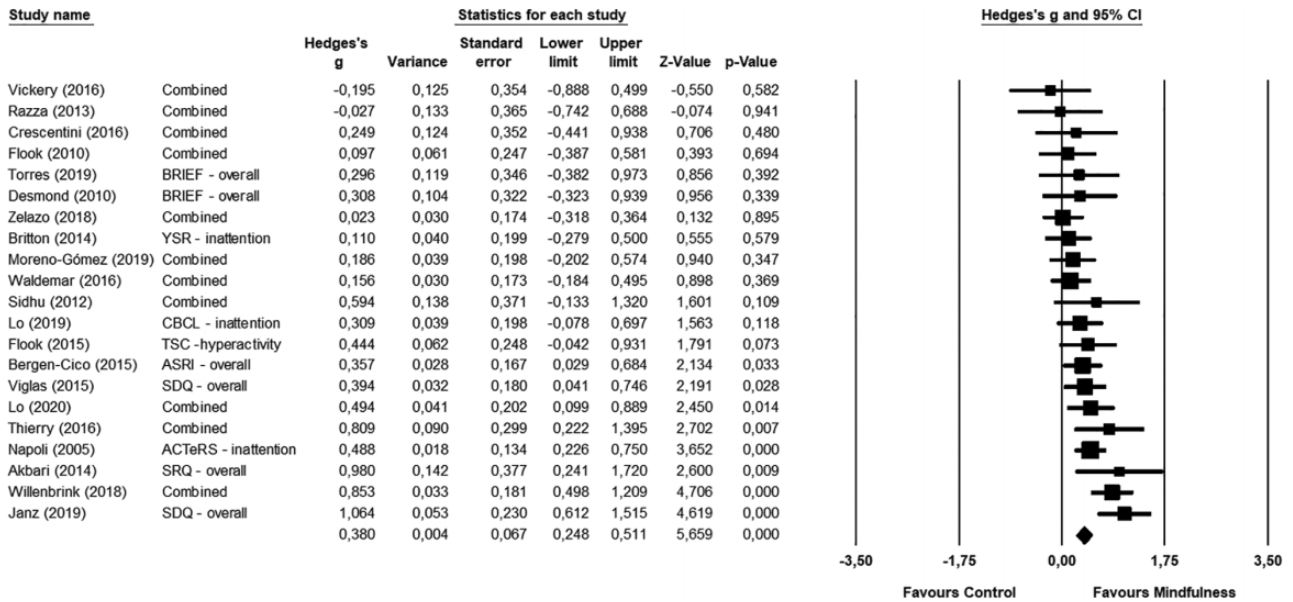 Study name Statistics for each study Hedges's g and 95% CI
Hedges's g Variance Standard error Lower limit Upper limit Z-Value p-Value
Vickery (2016) Combined -0,195 0,125 0,354 -0,888 0,499 -0,550 0,582
Razza (2013) Combined -0,027 0,133 0,365 -0,742 0,688 -0,074 0,941
Crescentini (2016) Combined 0,249 0,124 0,352 -0,441 0,938 0,706 0,480
Flook (2010) Combined 0,097 0,061 0,247 -0,387 0,581 0,393 0,694
Torres (2019) BRIEF - overall 0,296 0,119 0,346 -0,382 0,973 0,856 0,392
Desmond (2010) BRIEF - overall 0,308 0,104 0,322 -0,323 0,939 0,956 0,339
Zelazo (2018) Combined 0,023 0,030 0,174 -0,318 0,364 0,132 0,895
Britton (2014) YSR - inattention 0,110 0,040 0,199 -0,279 0,500 0,555 0,579
Moreno-Gómez (2019) Combined 0,186 0,039 0,198 -0,202 0,574 0,940 0,347
Waldemar (2016) Combined 0,156 0,030 0,173 -0,184 0,495 0,898 0,369
Sidhu (2012) Combined 0,594 0,138 0,371 -0,133 1,320 1,601 0,109
Lo (2019) CBCL - inattention 0,309 0,039 0,198 -0,078 0,697 1,563 0,118
Flook (2015) TSC -hyperactivity 0,444 0,062 0,248 -0,042 0,931 1,791 0,073
Bergen-Cico (2015) ASRI - overall 0,357 0,028 0,167 0,029 0,684 2,134 0,033
Viglas (2015) SDQ - overall 0,394 0,032 0,180 0,041 0,746 2,191 0,028
Lo (2020) Combined 0,494 0,041 0,202 0,099 0,889 2,450 0,014
Thierry (2016) Combined 0,809 0,090 0,299 0,222 1,395 2,702 0,007
Napoli (2005) ACTeRS - inattention 0,488 0,018 0,134 0,226 0,750 3,652 0,000
Akbari (2014) SRQ - overall 0,980 0,142 0,377 0,241 1,720 2,600 0,009
Willenbrink (2018) Combined 0,853 0,033 0,181 0,498 1,209 4,706 0,000
Janz (2019) SDQ - overall 1,064 0,053 0,230 0,612 1,515 4,619 0,000
0,380 0,004 0,067 0,248 0,511 5,659 0,000
-3,50 -1,75 0,00 1,75 3,50
Favours Control Favours Mindfulness